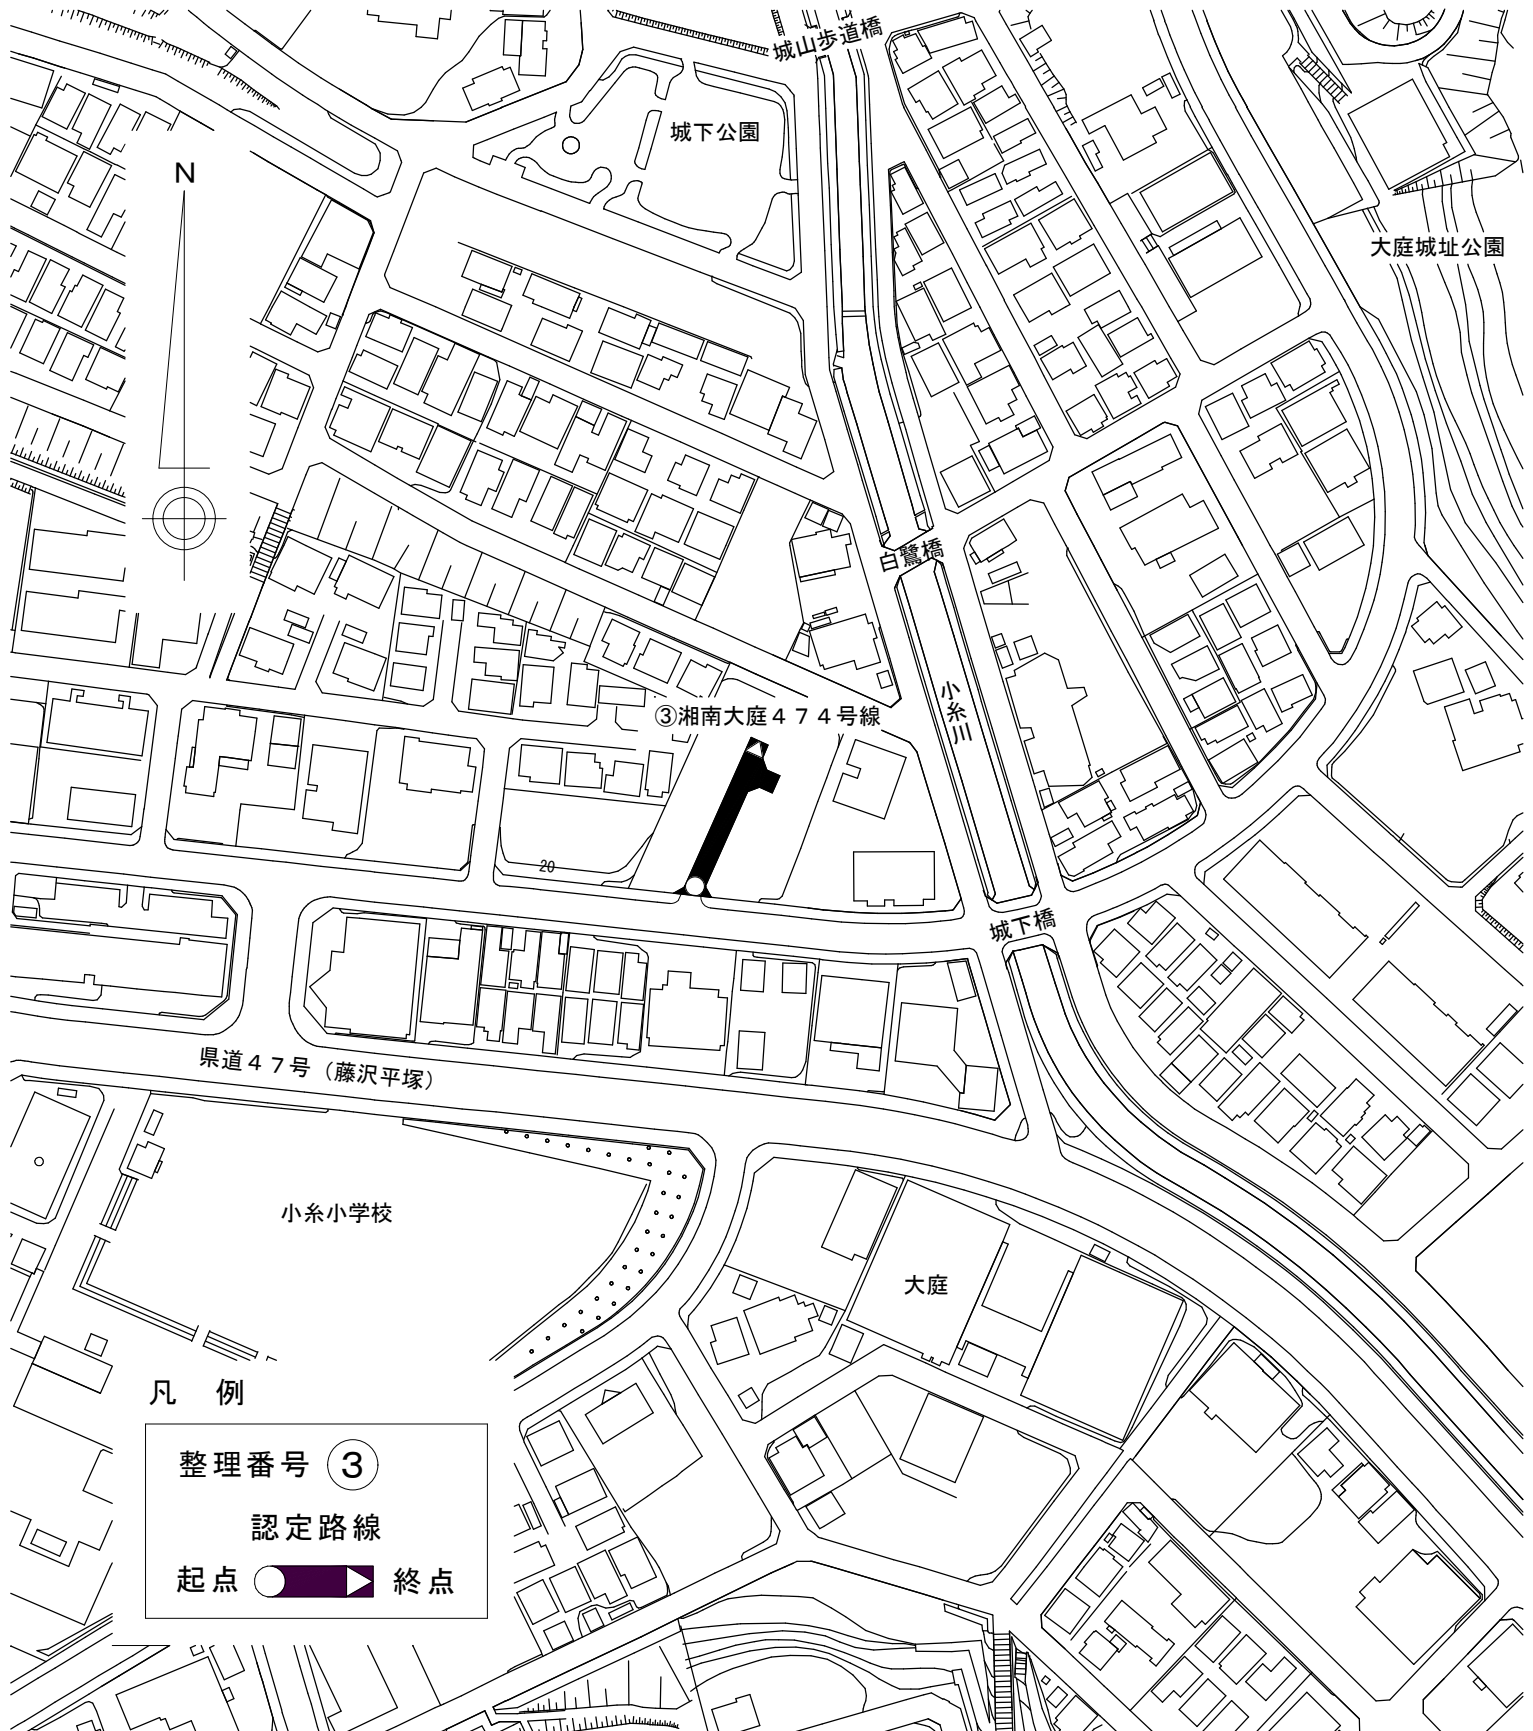 城山歩道橋
城下公園
N
大庭城址公園
白鷺橋
小糸川
③湘南大庭４７４号線
20
城下橋
県道４７号（藤沢平塚）
小糸小学校
大庭
凡　例
整理番号 ③
認定路線
起点 終点